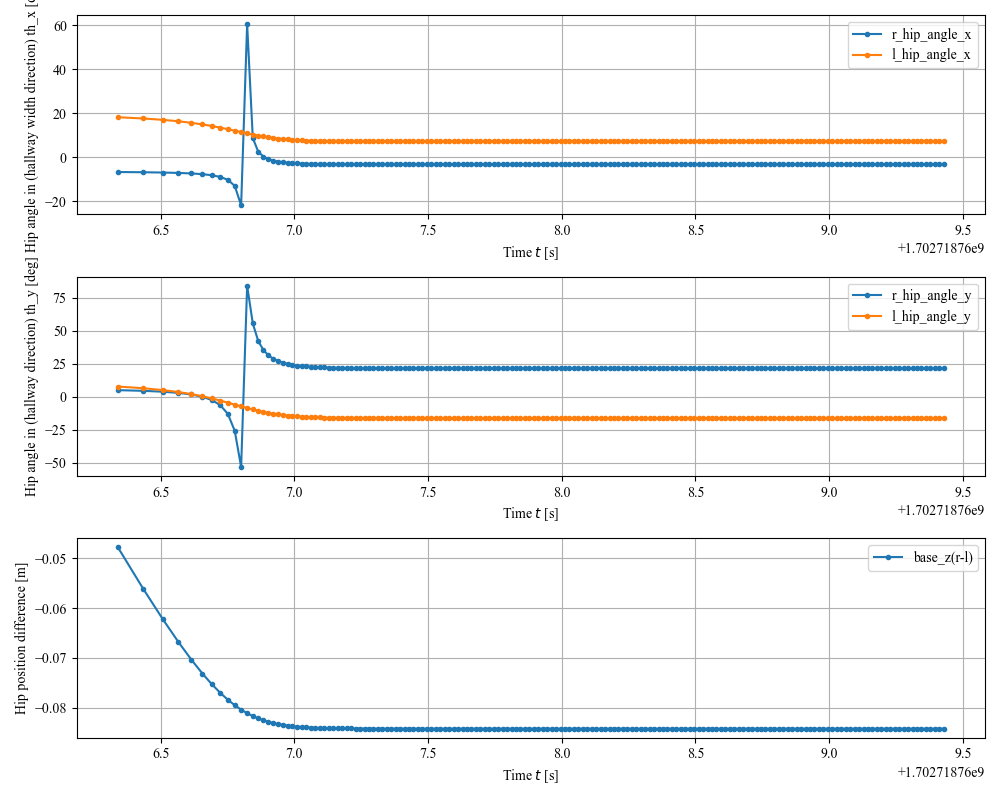 Hip angle in (hallway width direction) th_x [d
60
40
20
0
−20
r_hip_angle_x
l_hip_angle_x
6.5 7.0 7.5 8.0 8.5 9.0 9.5
Time t [s]
+1.70271876e9
Hip angle in (hallway direction) th_y [deg]
75
50
25
0
−25
−50
r_hip_angle_y
l_hip_angle_y
6.5 7.0 7.5 8.0 8.5 9.0 9.5
Time t [s]
+1.70271876e9
Hip position difference [m]
−0.05
−0.06
−0.07
−0.08
base_z(r-l)
6.5 7.0 7.5 8.0 8.5 9.0 9.5
Time t [s]
+1.70271876e9